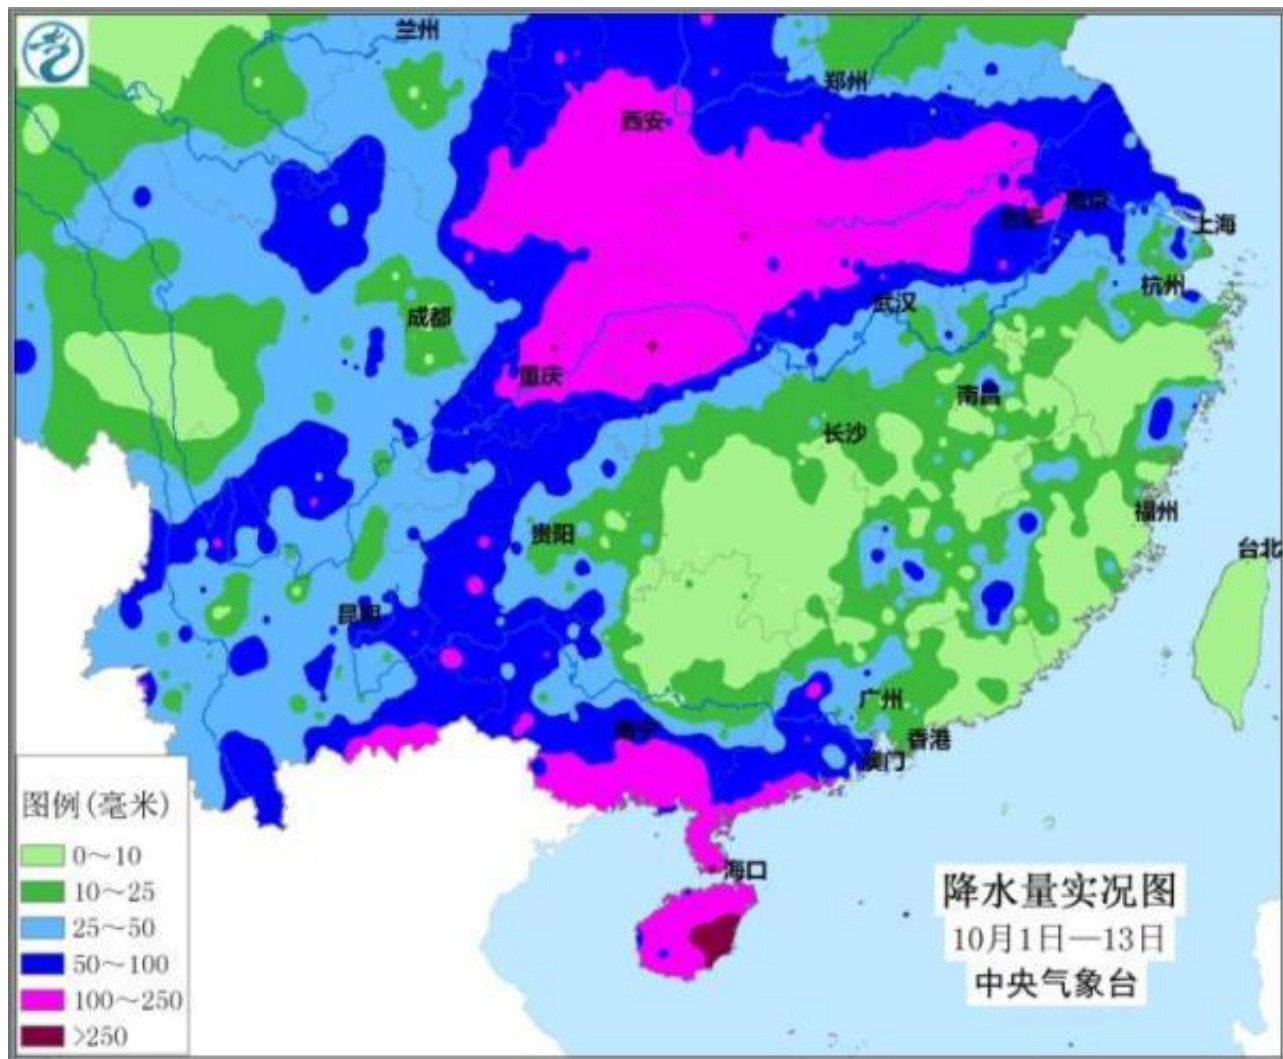 兰州
郑州
西安
合肥
南京
上海
杭州
武汉
成都
重庆
南昌
长沙
福州
贵阳
台北
昆明
广州
南宁
香港
澳门
海口
图例(毫米)
0～10
10～25
25～50
50～100
100～250
>250
降水量实况图
10月1日—13日
中央气象台